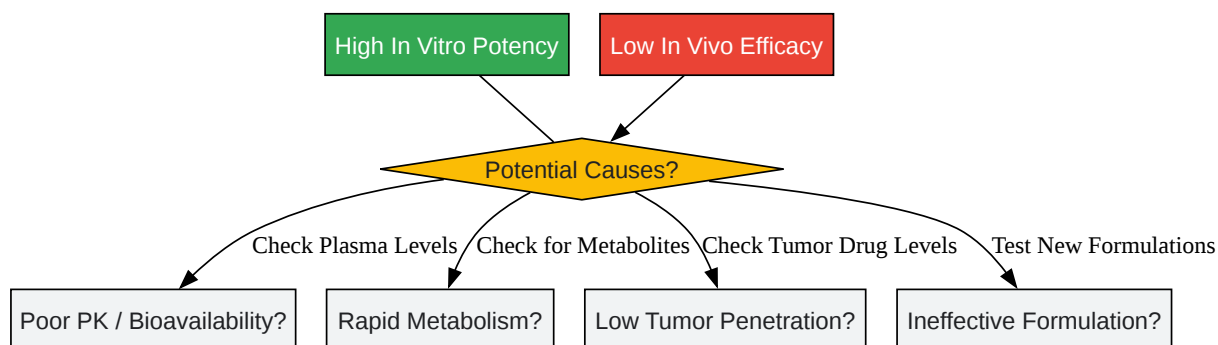 High In Vitro Potency
Low In Vivo Efficacy
Potential Causes?
Check Plasma Levels
Check for Metabolites
Check Tumor Drug Levels
Test New Formulations
Poor PK / Bioavailability?
Rapid Metabolism?
Low Tumor Penetration?
Ineffective Formulation?